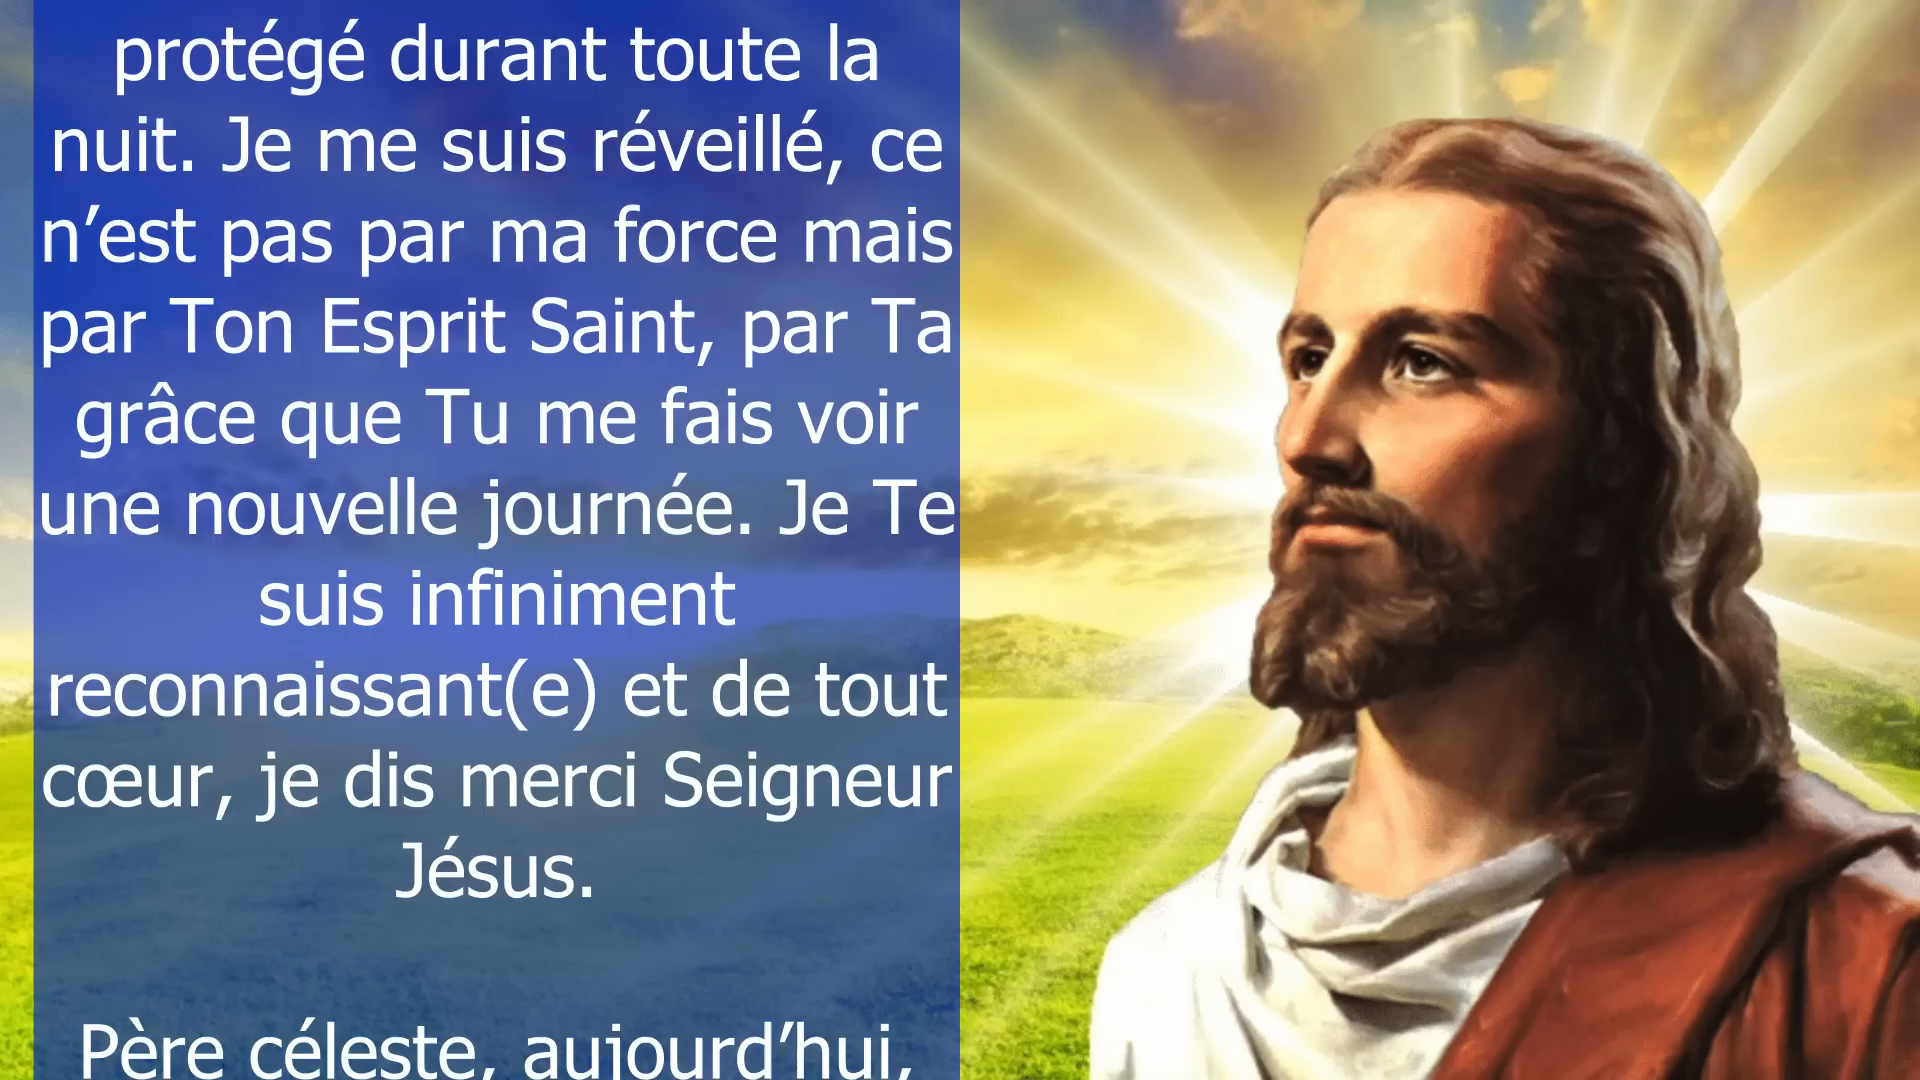 protégé durant toute la
nuit. Je me suis réveillé, ce
n’est pas par ma force mais
par Ton Esprit Saint, par Ta
grâce que Tu me fais voir
une nouvelle journée. Je Te
suis infiniment
reconnaissant(e) et de tout
cœur, je dis merci Seigneur
Jésus.
Père céleste, aujourd’hui,